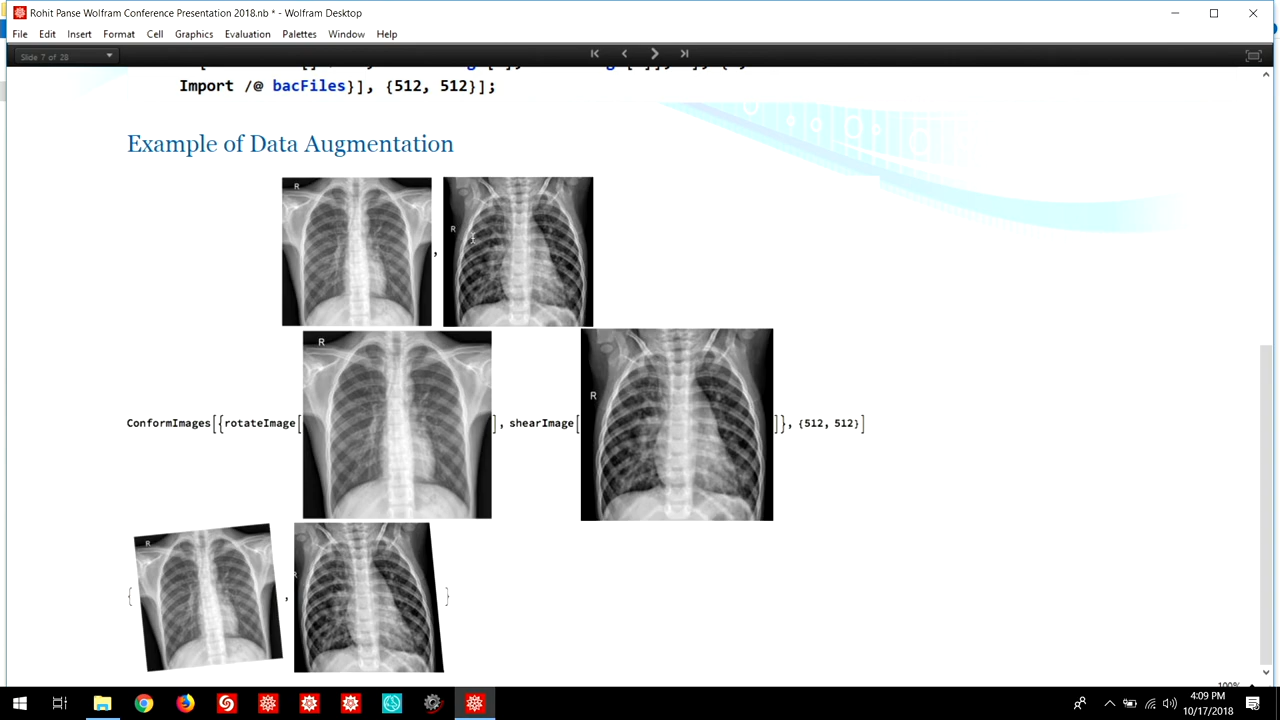 Rohit Panse Wolfram Conference Presentation 2018.nb * - Wolfram Desktop
File Edit Insert Format Cell Graphics Evaluation Palettes Window Help
Slide 7 of 28
Import /@ bacFiles}], {512, 512}];
Example of Data Augmentation
R R
,
R R
ConformImages[{rotateImage[ ], shearImage[ ]}, {512, 512}]
R R
{ , }
100%
4:09 PM
10/17/2018